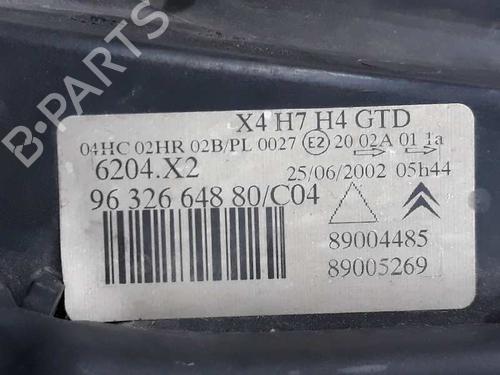 B-PARTS
X4 H7 H4 GTD
04HC 02HR 02B/PL 0027 E2 20 02A 01 1a
6204.X2
25/06/2002 05h44
96 326 648 80/C04
89004485
89005269